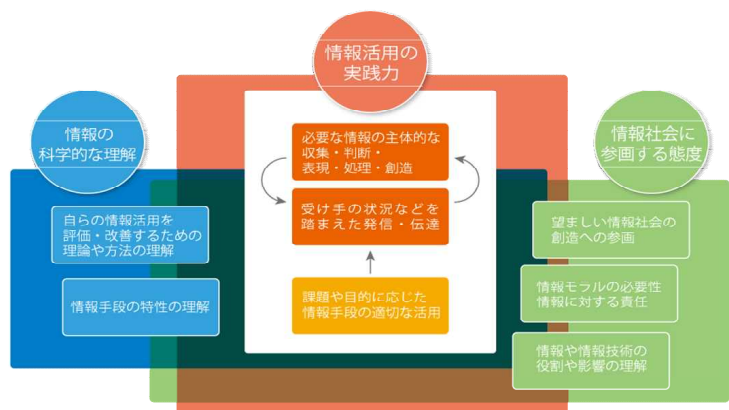 情報活用の
実践力
情報の
科学的な理解
情報社会に
参画する態度
必要な情報の主体的な
収集・判断・
表現・処理・創造
受け手の状況などを
踏まえた発信・伝達
課題や目的に応じた
情報手段の適切な活用
自らの情報活用を
評価・改善するための
理論や方法の理解
情報手段の特性の理解
望ましい情報社会の
創造への参画
情報モラルの必要性
情報に対する責任
情報や情報技術の
役割や影響の理解